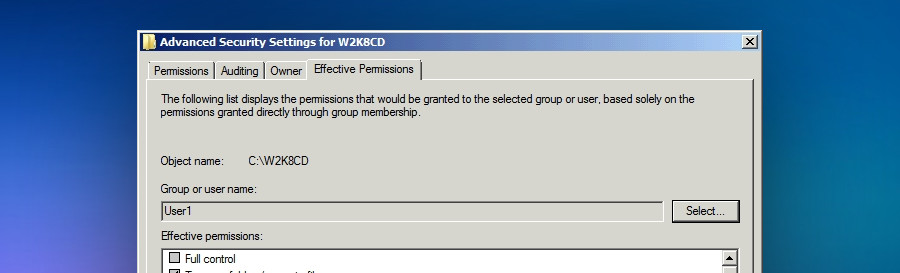 Advanced Security Settings for W2K8CD
Permissions Auditing Owner Effective Permissions
The following list displays the permissions that would be granted to the selected group or user, based solely on the
permissions granted directly through group membership.
Object name: C:\W2K8CD
Group or user name:
User1 Select...
Effective permissions:
Full control